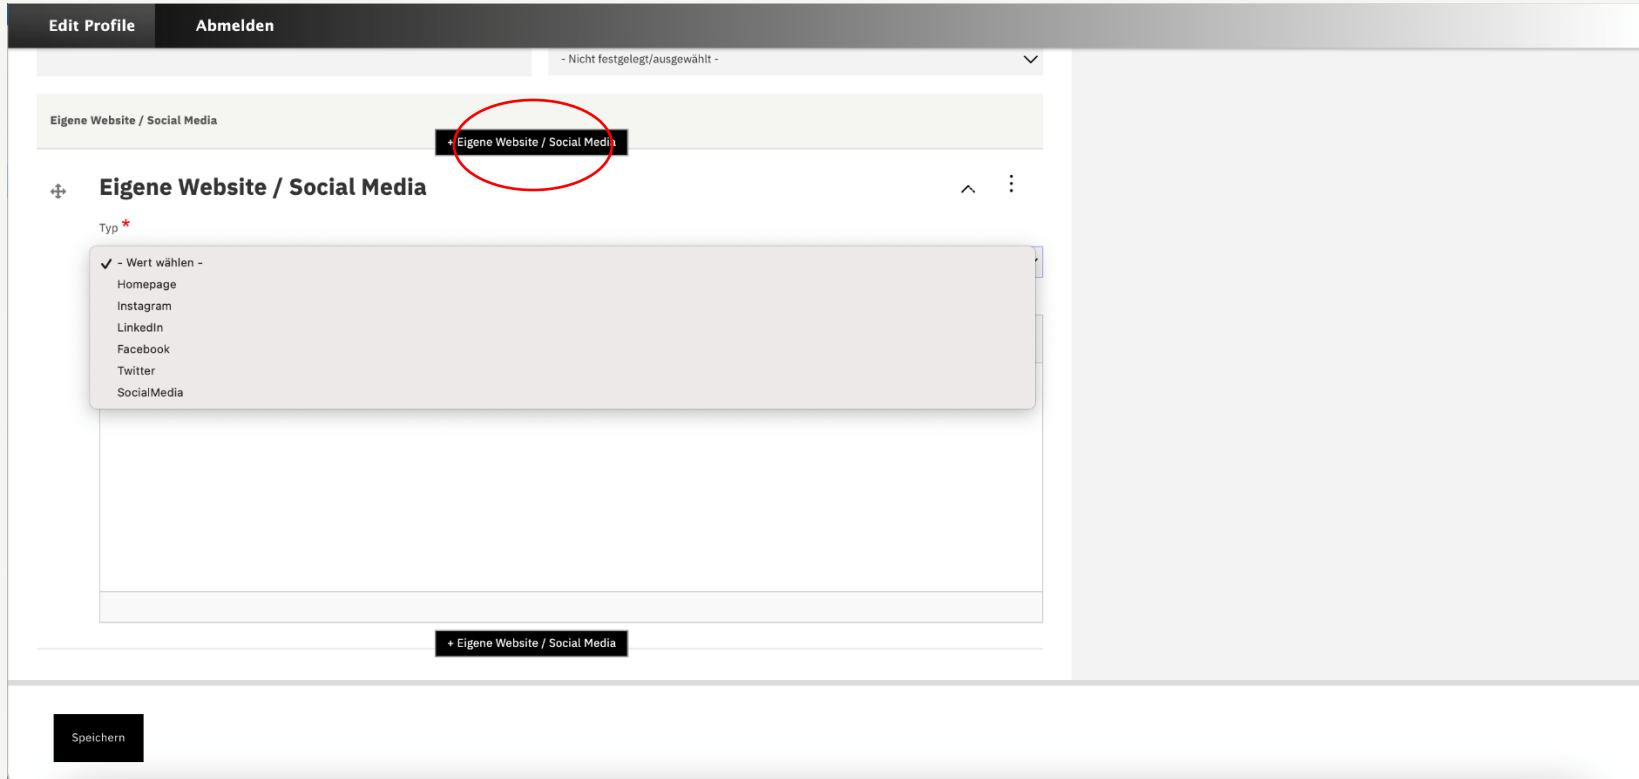 Edit Profile Abmelden
- Nicht festgelegt/ausgewählt -
Eigene Website / Social Media
+ Eigene Website / Social Media
Eigene Website / Social Media
Typ *
- Wert wählen -
Homepage
Instagram
LinkedIn
Facebook
Twitter
SocialMedia
+ Eigene Website / Social Media
Speichern